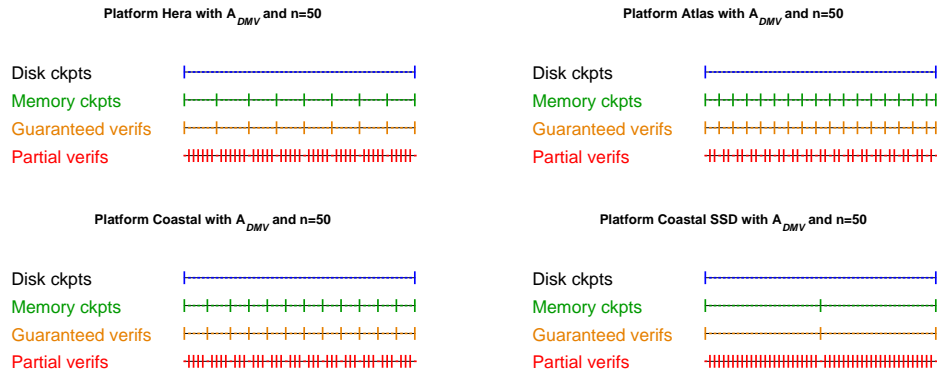 Platform Hera with A_DMV and n=50
Disk ckpts
Memory ckpts
Guaranteed verifs
Partial verifs
Platform Atlas with A_DMV and n=50
Disk ckpts
Memory ckpts
Guaranteed verifs
Partial verifs
Platform Coastal with A_DMV and n=50
Disk ckpts
Memory ckpts
Guaranteed verifs
Partial verifs
Platform Coastal SSD with A_DMV and n=50
Disk ckpts
Memory ckpts
Guaranteed verifs
Partial verifs